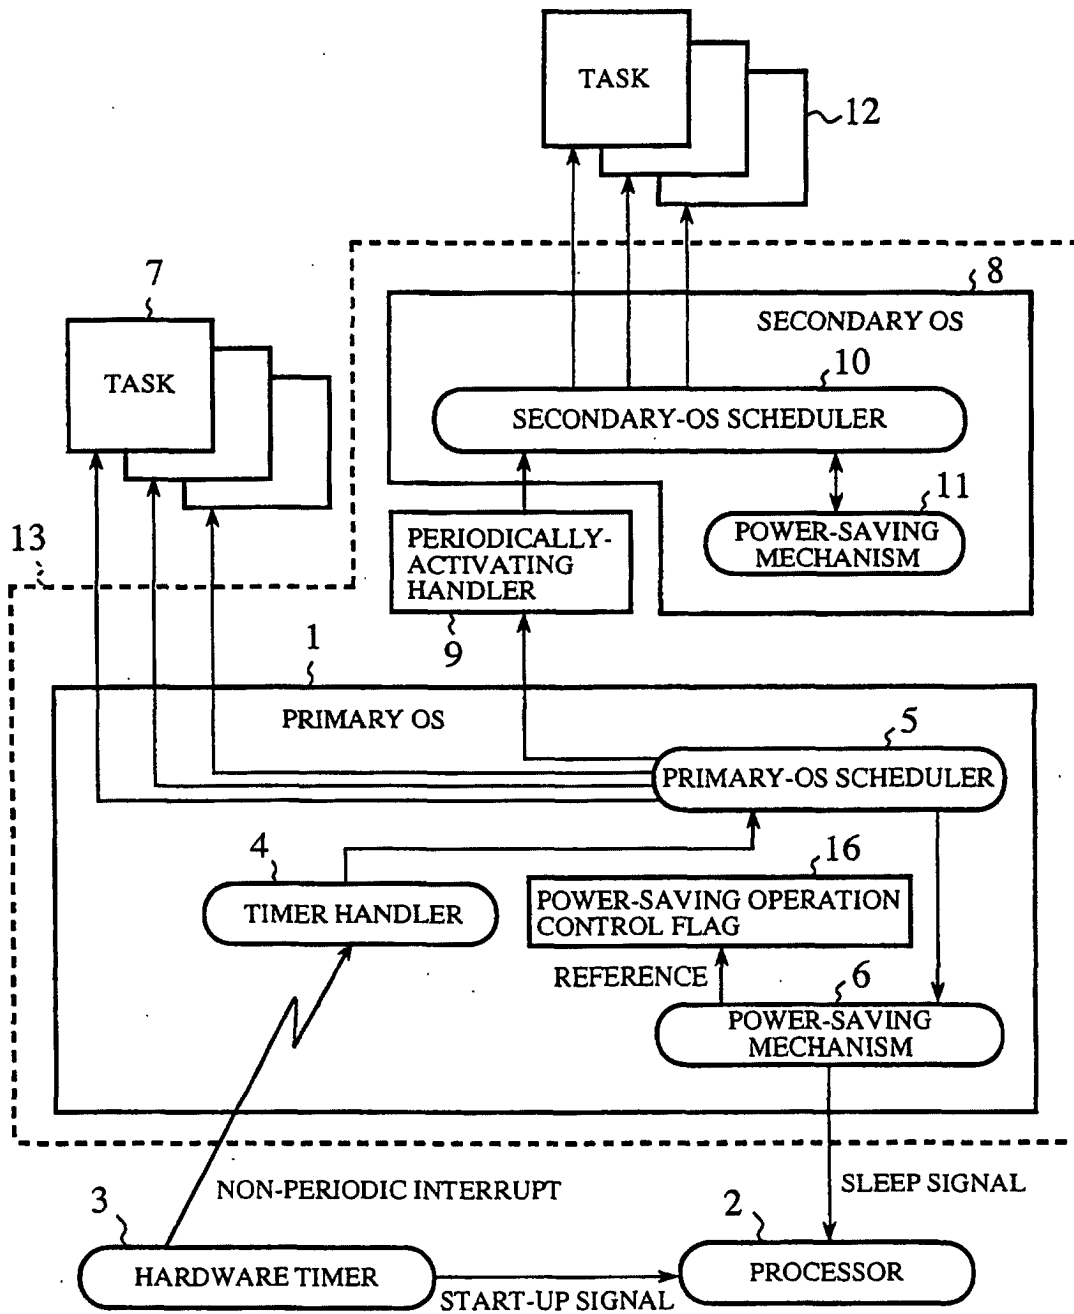 TASK
12
7
8
SECONDARY OS
TASK
10
SECONDARY-OS SCHEDULER
11
POWER-SAVING
MECHANISM
13
PERIODICALLY-
ACTIVATING
HANDLER
9
1
PRIMARY OS
5
PRIMARY-OS SCHEDULER
4
16
TIMER HANDLER
POWER-SAVING OPERATION
CONTROL FLAG
REFERENCE
6
POWER-SAVING
MECHANISM
NON-PERIODIC INTERRUPT
SLEEP SIGNAL
3
2
HARDWARE TIMER
START-UP SIGNAL
PROCESSOR